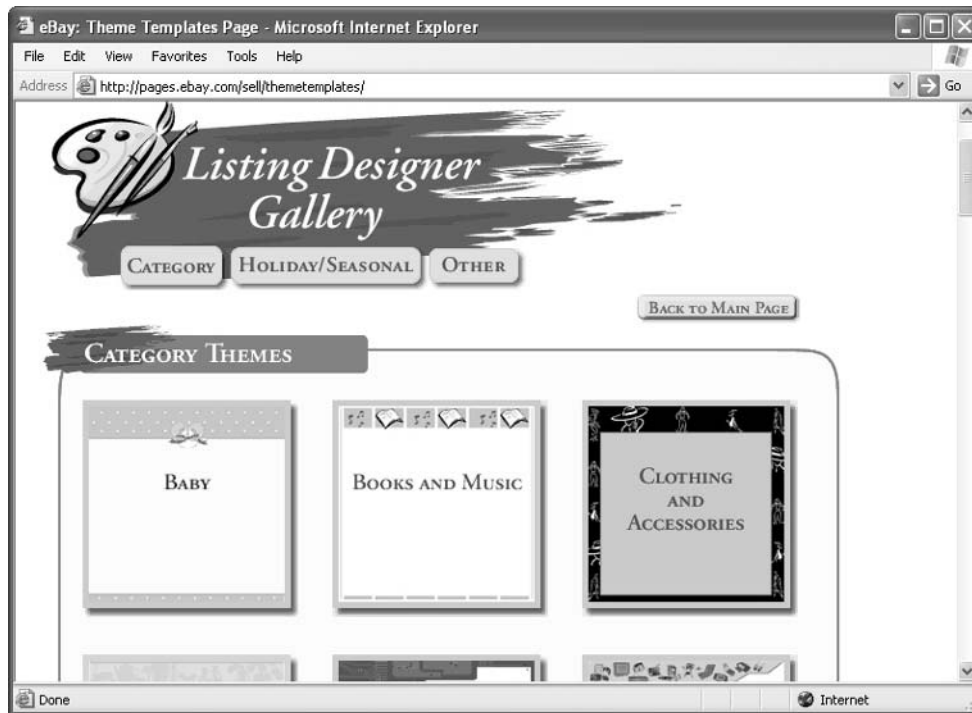 eBay: Theme Templates Page - Microsoft Internet Explorer
File Edit View Favorites Tools Help
Address http://pages.ebay.com/sell/themetemplates/ Go
Listing Designer
Gallery
CATEGORY HOLIDAY/SEASONAL OTHER
BACK TO MAIN PAGE
CATEGORY THEMES
BABY
BOOKS AND MUSIC
CLOTHING
AND
ACCESSORIES
Done Internet